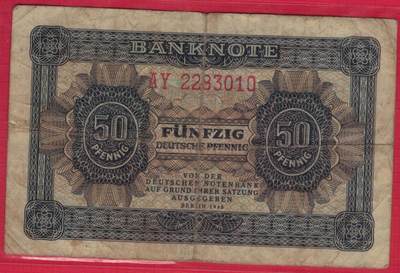 BANKNOTE
AY 2283010
50
PFENNIG
FÜNFZIG
DEUTSCHE PFENNIG
50
PFENNIG
VON DER
DEUTSCHEN NOTENBANK
AUF GRUND IHRER SATZUNG
AUSGEGEBEN
BERLIN 1948